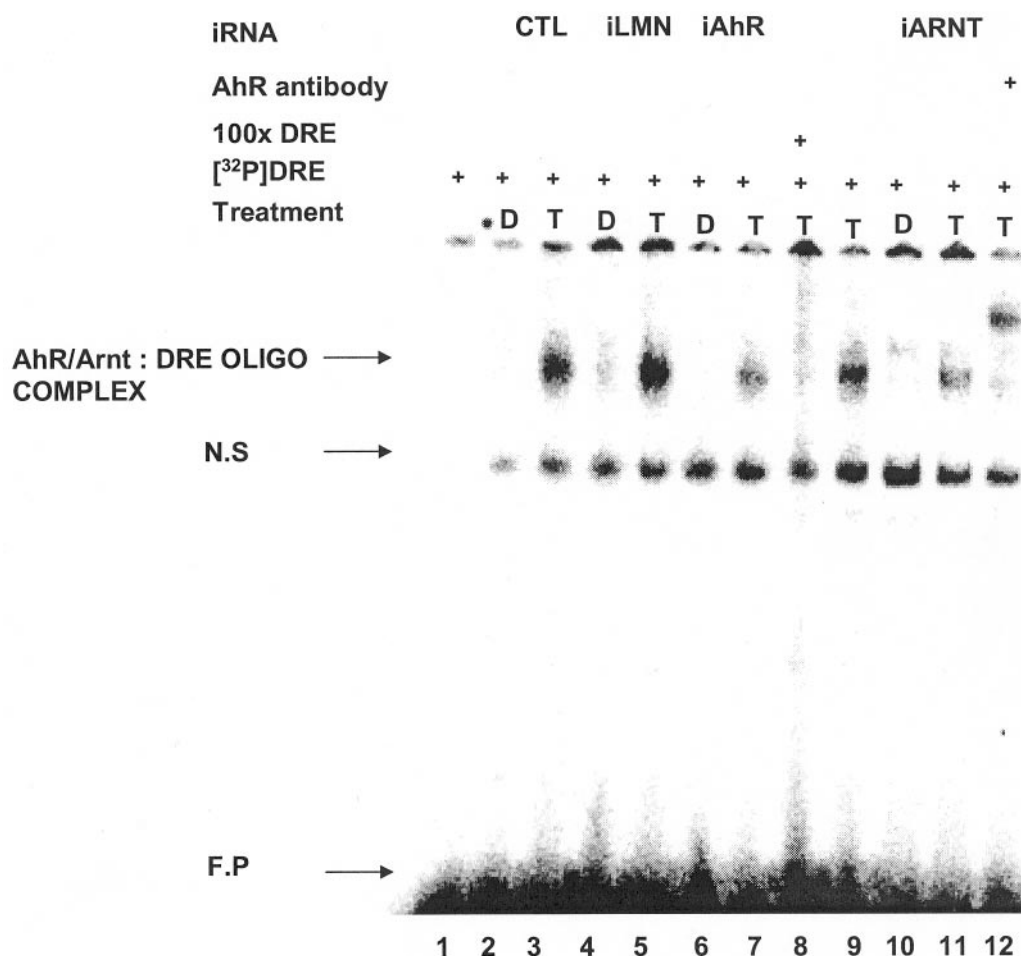 iRNA CTL iLMN iAhR iARNT
AhR antibody +
100x DRE +
[³²P]DRE + + + + + + + + + + + +
Treatment D T D T D T T T D T T
AhR/Arnt : DRE OLIGO
COMPLEX
N.S
F.P
1 2 3 4 5 6 7 8 9 10 11 12